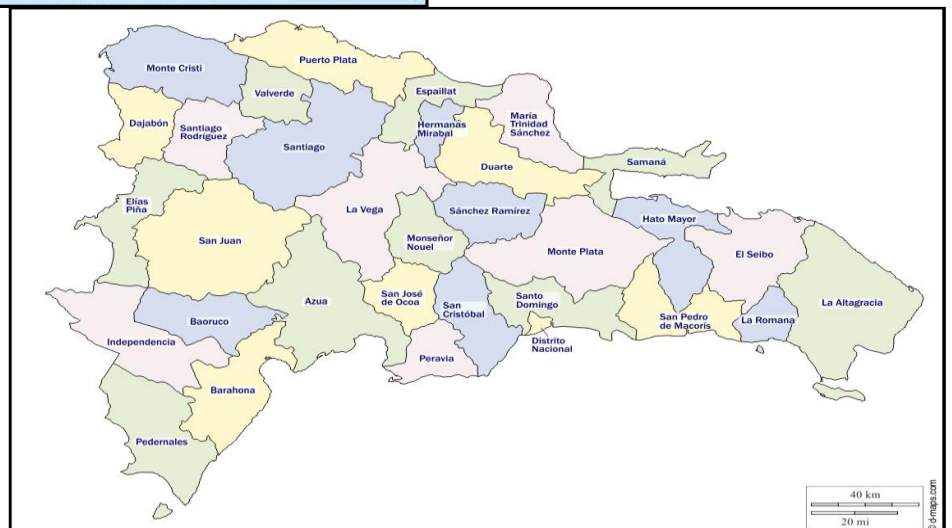 Monte Cristi
Puerto Plata
Valverde
Espaillat
Dajabón
Santiago
Rodríguez
Santiago
Hermanas
Mirabal
María
Trinidad
Sánchez
Duarte
Samaná
Elías
Piña
San Juan
La Vega
Sánchez Ramírez
Hato Mayor
Monseñor
Nouel
Monte Plata
El Seibo
Azua
San José
de Ocoa
San
Cristóbal
Santo
Domingo
La Altagracia
Baoruco
Independencia
San Pedro
de Macorís
La Romana
Distrito
Nacional
Peravia
Barahona
Pedernales
40 km
20 mi
©d-maps.com